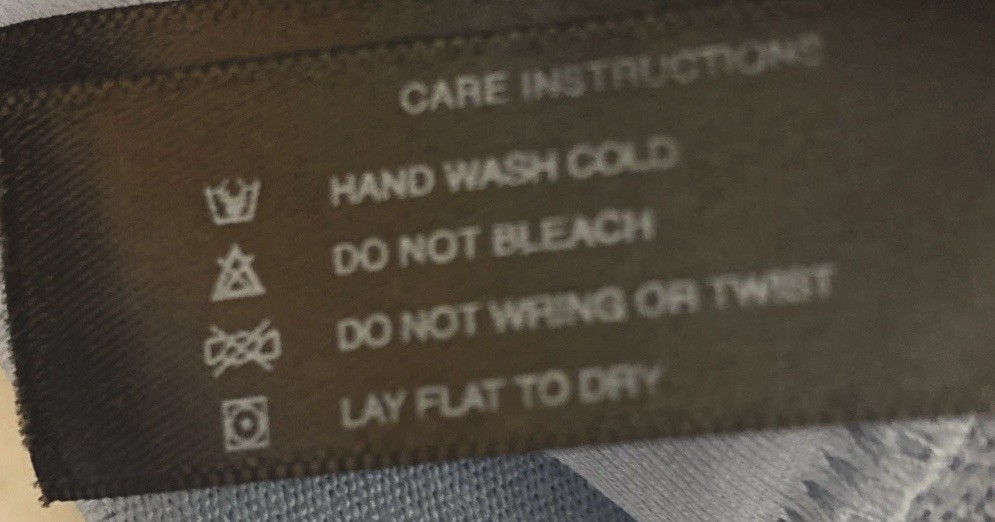 CARE INSTRUCTIONS
HAND WASH COLD
DO NOT BLEACH
DO NOT WRING OR TWIST
LAY FLAT TO DRY